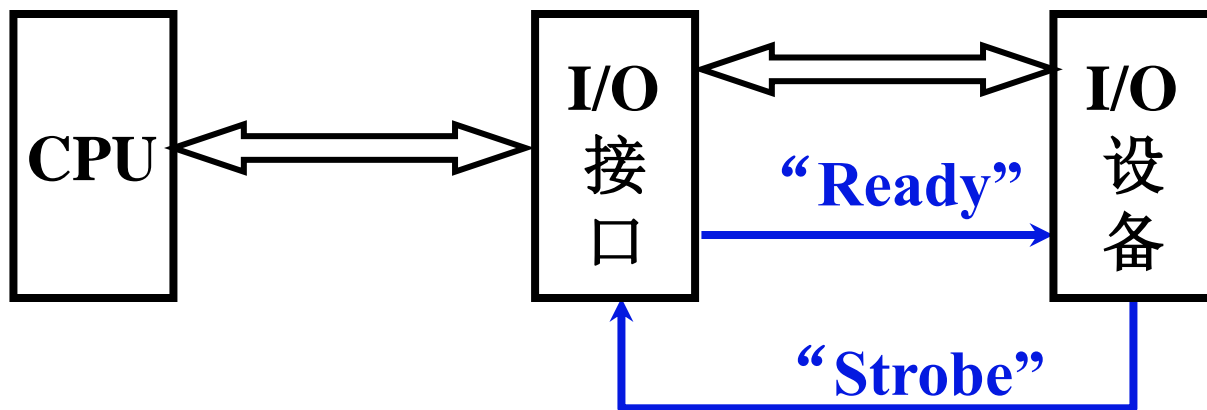 CPU
I/O
接
口
I/O
设
备
“Ready”
“Strobe”